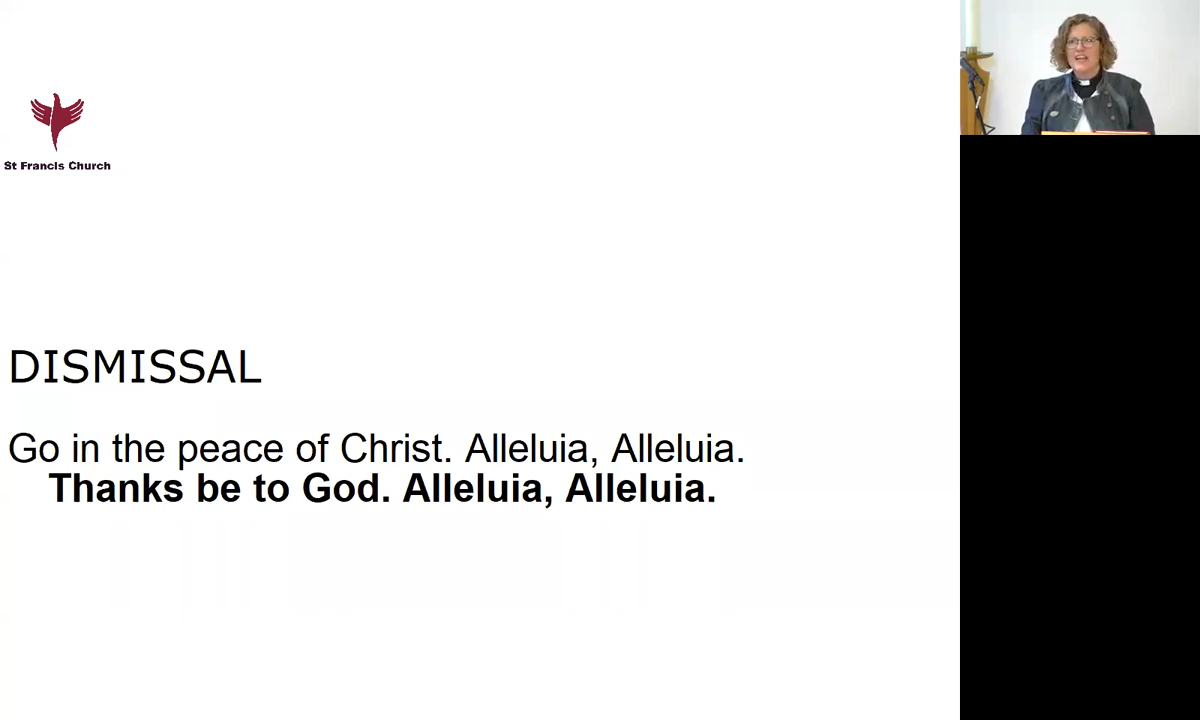 St Francis Church
DISMISSAL
Go in the peace of Christ. Alleluia, Alleluia.
Thanks be to God. Alleluia, Alleluia.